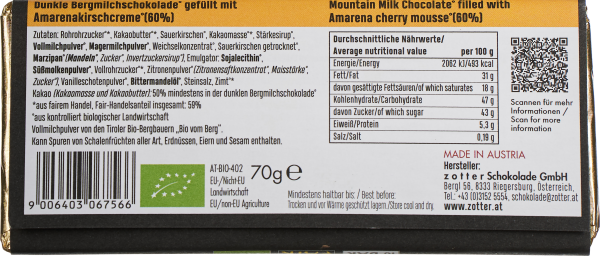 Dunkle Bergmilchschokolade* gefüllt mit
Amarenakirschcreme*(60%)
Zutaten: Rohrohrzucker°*, Kakaobutter°*, Sauerkirschen*, Kakaomasse°*, Stärkesirup*,
Vollmilchpulver*, Magermilchpulver*, Weichselkonzentrat*, Sauerkirschen getrocknet*,
Marzipan*(Mandeln*, Zucker*, Invertzuckersirup*), Emulgator: Sojalecithin*,
Süßmolkenpulver*, Vollrohrzucker°*, Zitronenpulver*(Zitronensaftkonzentrat*, Maisstärke*,
Zucker*), Vanilleschotenpulver*, Bittermandelöl*, Steinsalz, Zimt°*
Kakao (Kakaomasse und Kakaobutter): 50% mindestens in der dunklen Bergmilchschokolade
°aus fairem Handel, Fair-Handelsanteil insgesamt: 59%
*aus kontrolliert biologischer Landwirtschaft
Vollmilchpulver von den Tiroler Bio-Bergbauern „Bio vom Berg“.
Kann Spuren von Schalenfrüchten aller Art, Erdnüssen, Eiern und Sesam enthalten.
9 006403 067566
AT-BIO-402
EU-/Nicht-EU
Landwirtschaft
EU/non-EU Agriculture
70g e
Mindestens haltbar bis: / Best before:
Trocken und vor Wärme geschützt lagern./Store cool and dry.
Mountain Milk Chocolate* filled with
Amarena cherry mousse*(60%)
Durchschnittliche Nährwerte/
Average nutritional value per 100 g
Energie/Energy 2062 kJ/493 kcal
Fett/Fat 31 g
davon gesättigte Fettsäuren/of which saturates 18 g
Kohlenhydrate/Carbohydrate 47 g
davon Zucker/of which sugar 43 g
Eiweiß/Protein 5,3 g
Salz/Salt 0,19 g
Scannen für mehr
Informationen /
Scan for more
information
MADE IN AUSTRIA
Hersteller:
zotter Schokolade GmbH
Bergl 56, 8333 Riegersburg, Österreich,
Tel.: +43 (0)3152 5554, schokolade@zotter.at
www.zotter.at